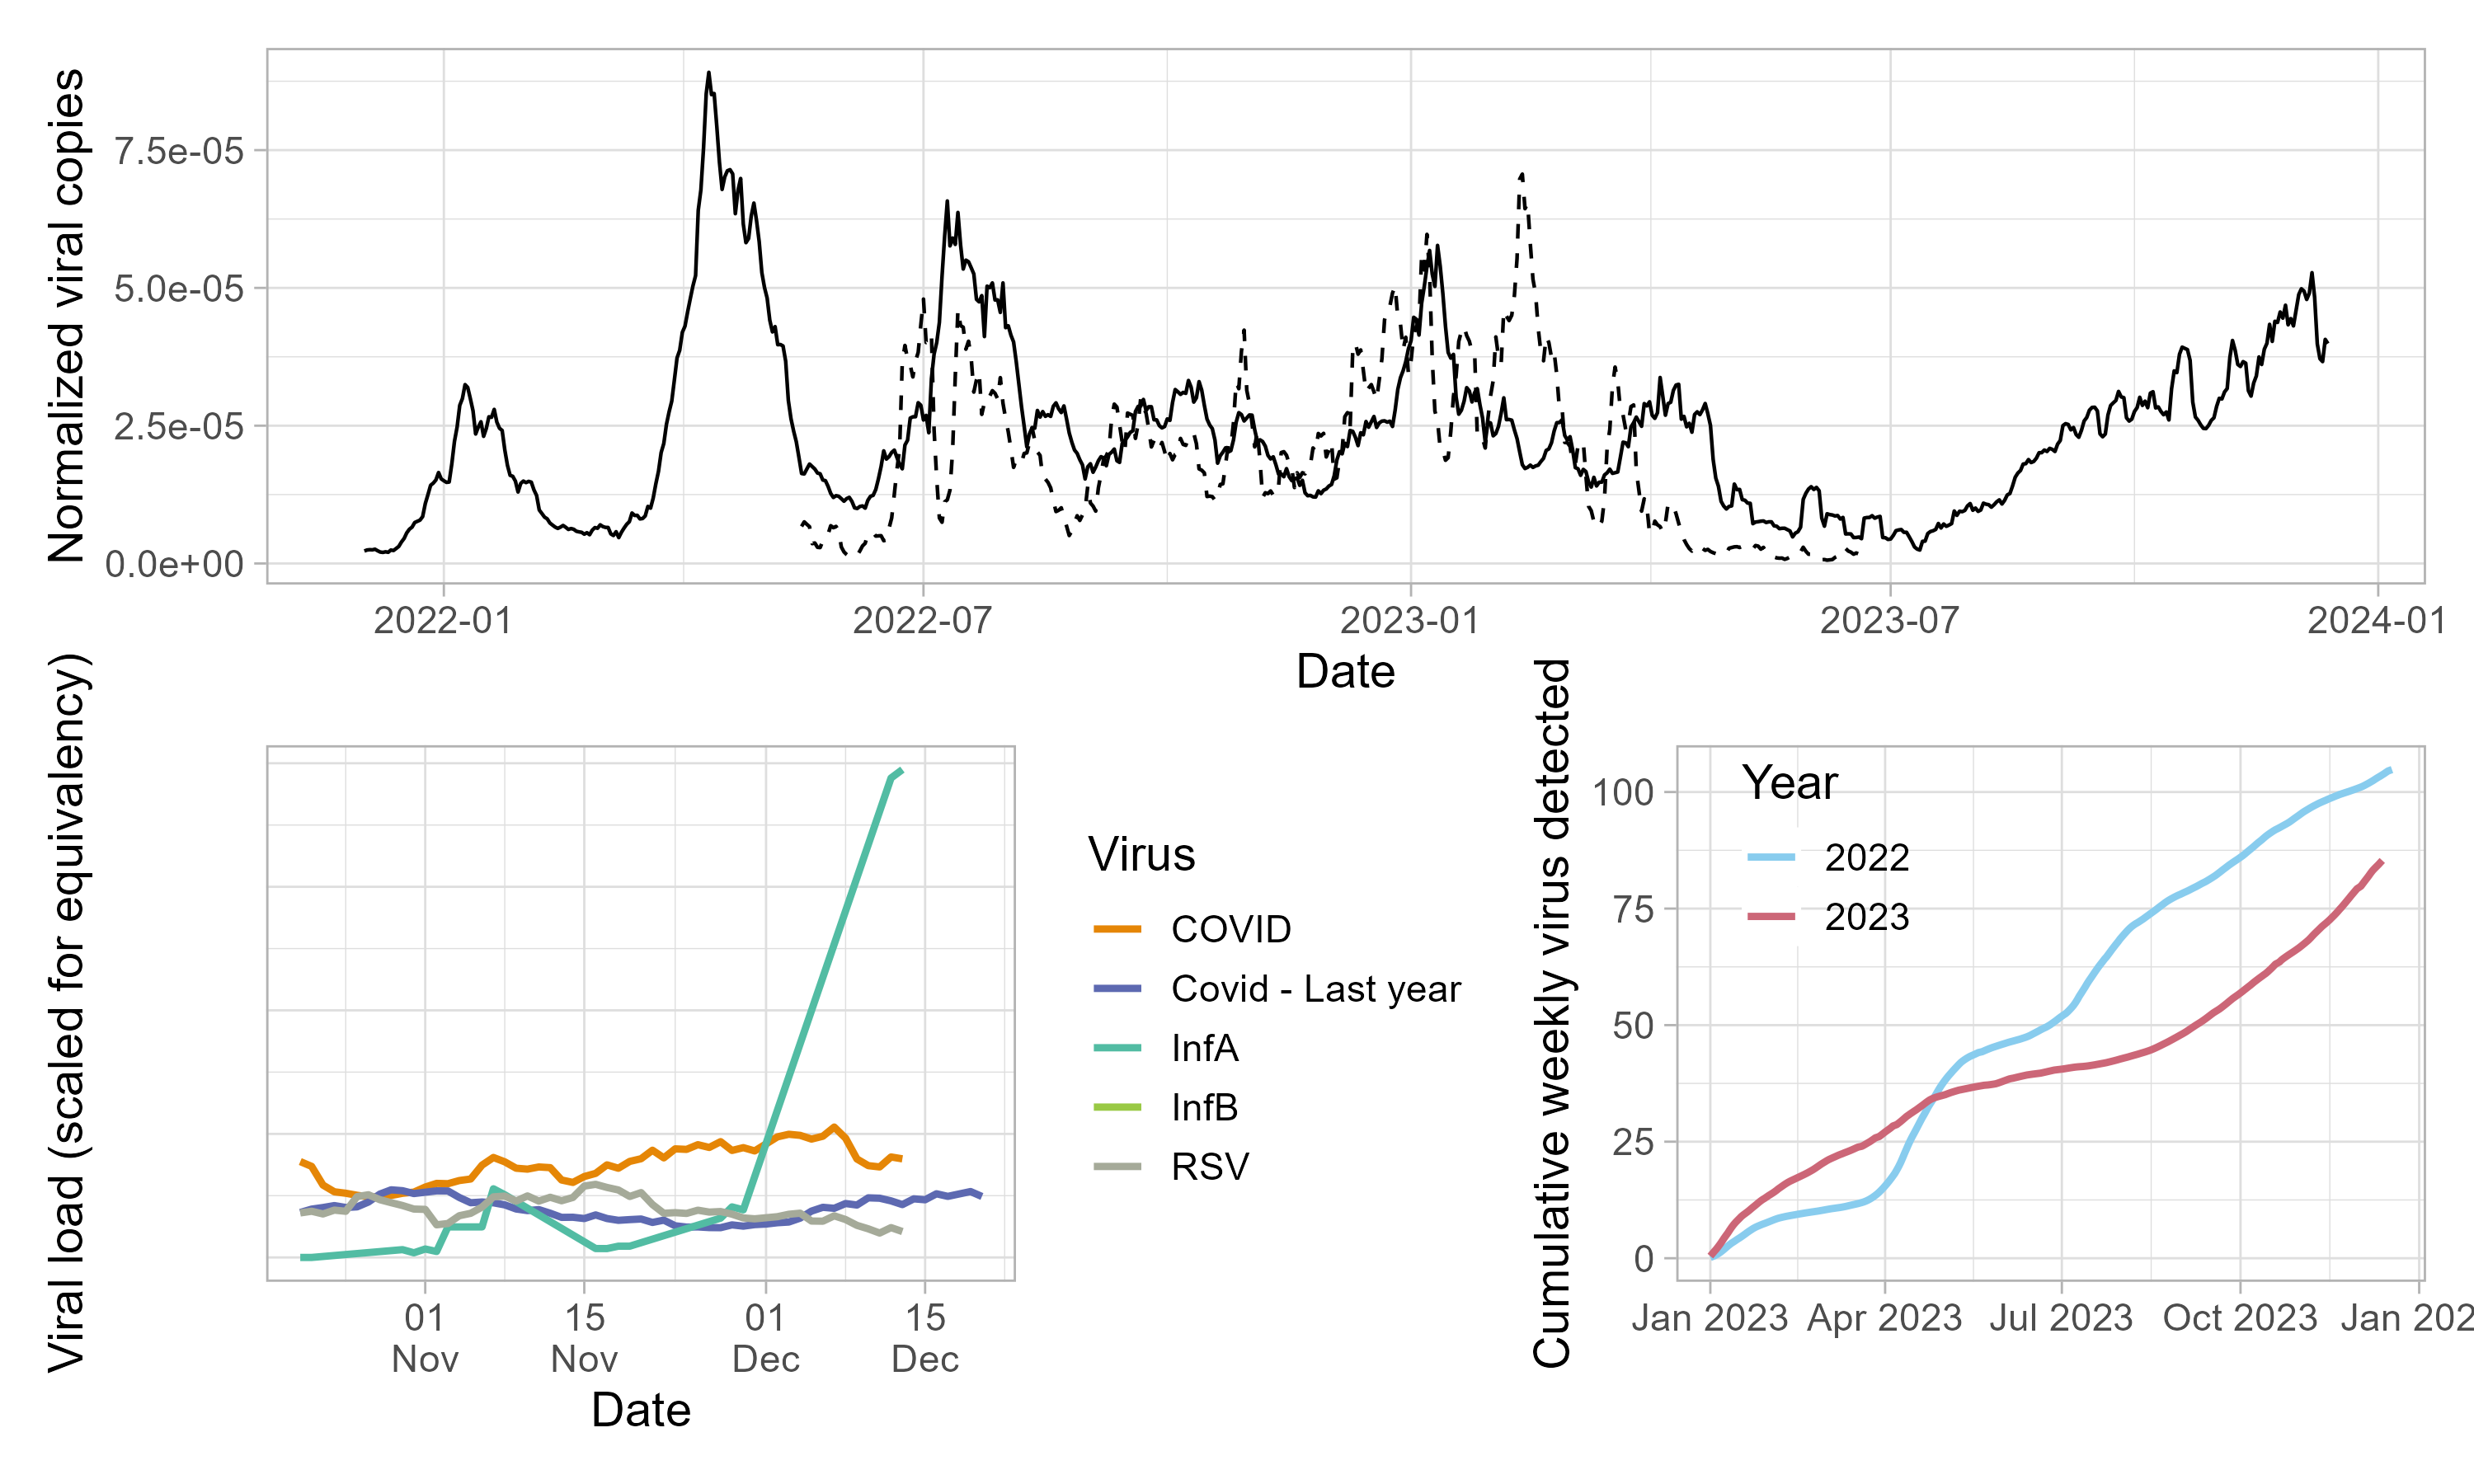 Normalized viral copies
7.5e-05
5.0e-05
2.5e-05
0.0e+00
2022-01
2022-07
2023-01
2023-07
2024-01
Date
Viral load (scaled for equivalency)
01
Nov
15
Nov
01
Dec
15
Dec
Date
Virus
COVID
Covid - Last year
InfA
InfB
RSV
Cumulative weekly virus detected
100
75
50
25
0
Year
2022
2023
Jan 2023
Apr 2023
Jul 2023
Oct 2023
Jan 202